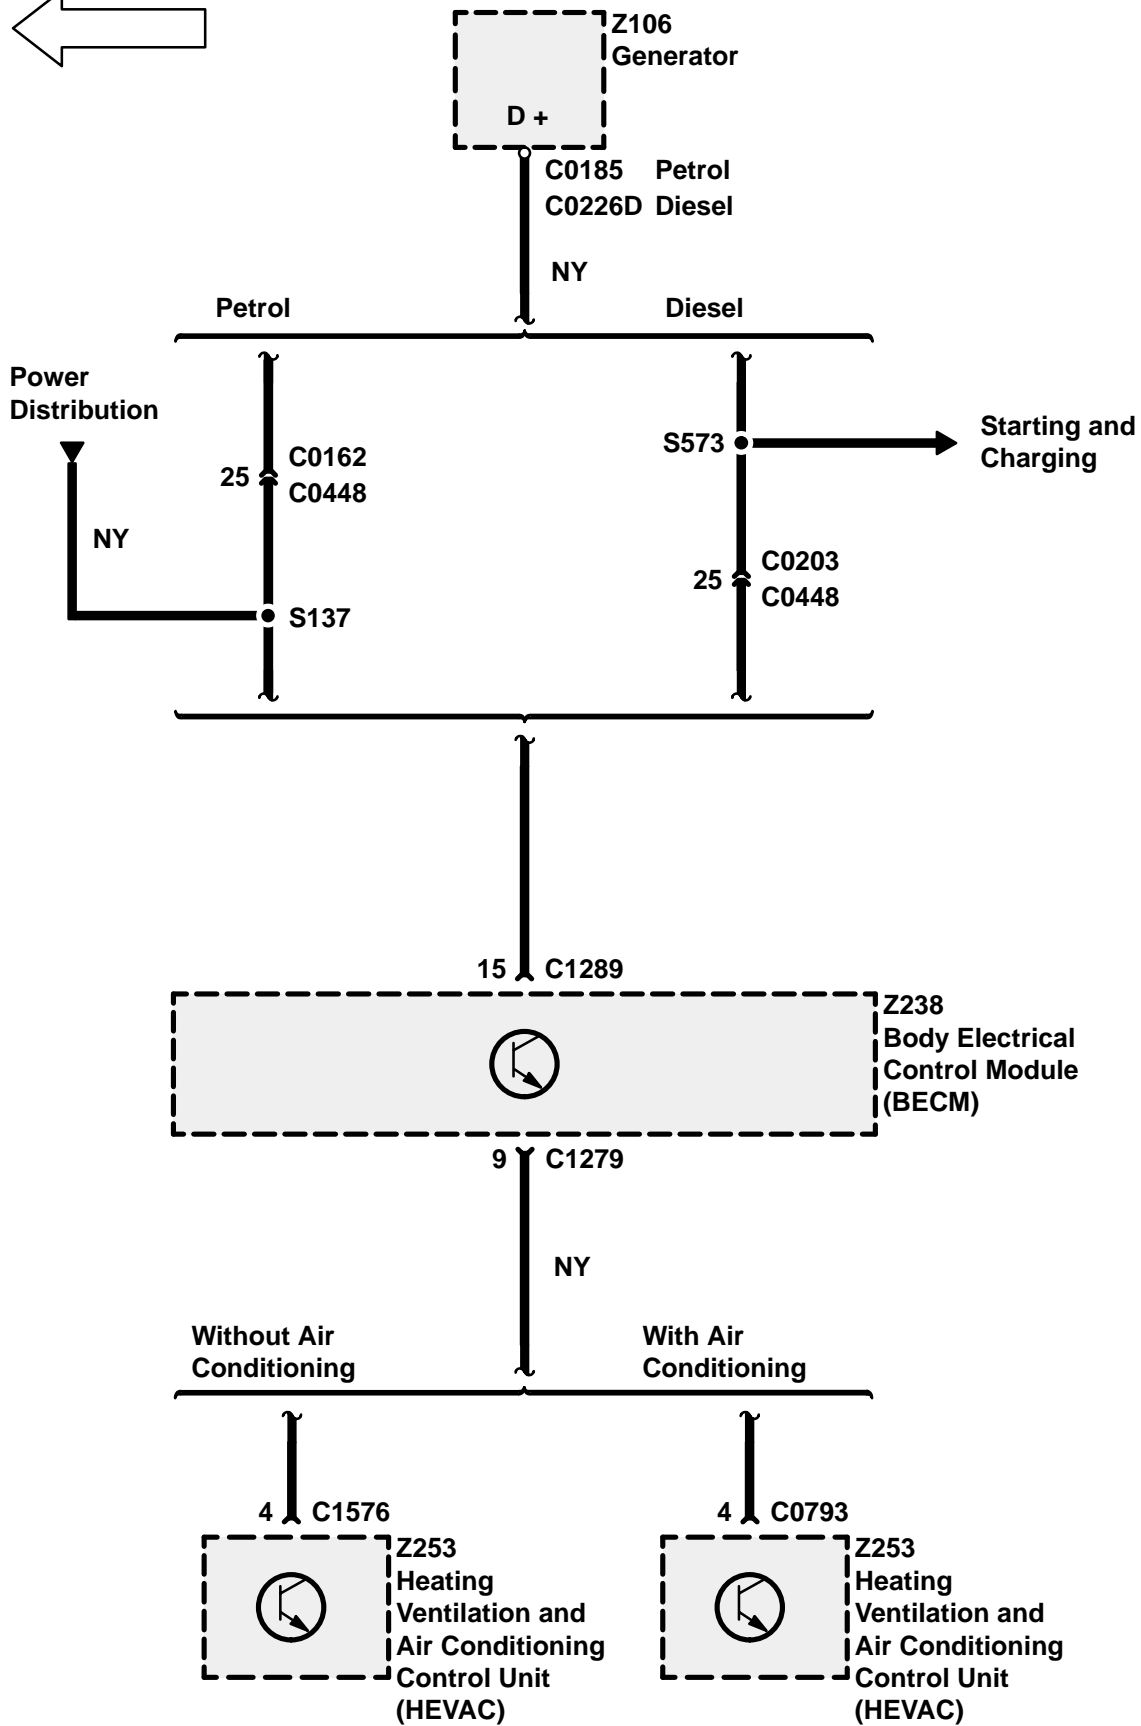 Z106
Generator
D +
C0185 Petrol
C0226D Diesel
NY
Petrol
Diesel
Power
Distribution
NY
25
C0162
C0448
S137
S573
Starting and
Charging
25
C0203
C0448
15 C1289
Z238
Body Electrical
Control Module
(BECM)
9 C1279
NY
Without Air
Conditioning
With Air
Conditioning
4 C1576
Z253
Heating
Ventilation and
Air Conditioning
Control Unit
(HEVAC)
4 C0793
Z253
Heating
Ventilation and
Air Conditioning
Control Unit
(HEVAC)